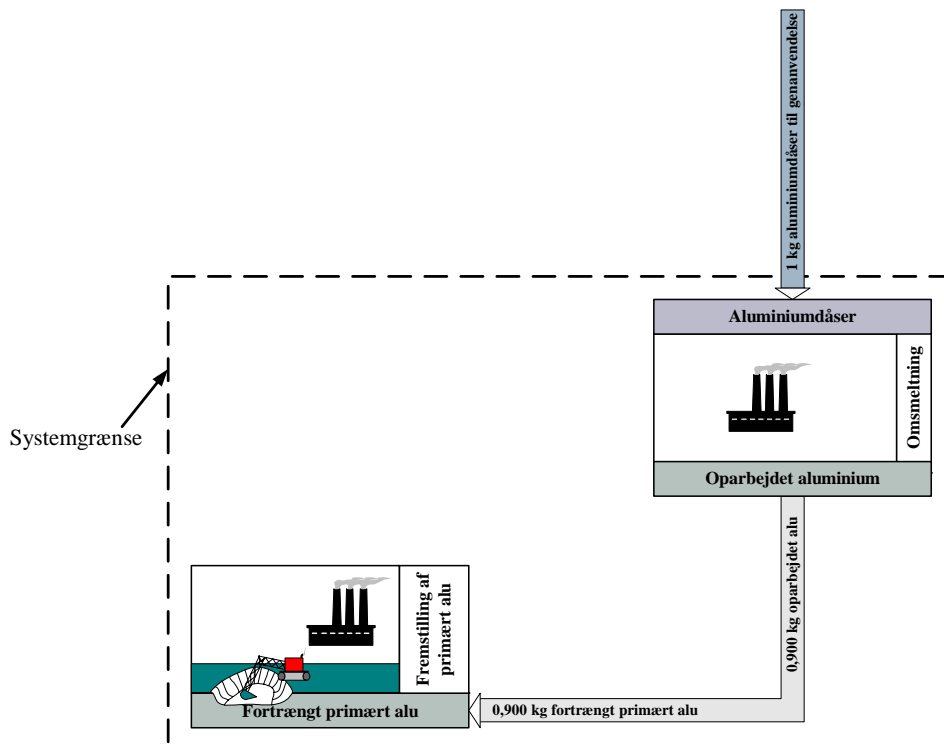 1 kg aluminiumdåser til genanvendelse
Aluminiumdåser
Omsmeltning
Systemgrænse
Oparbejdet aluminium
0,900 kg oparbejdet alu
Fremstilling af
primært alu
Fortrængt primært alu
0,900 kg fortrængt primært alu